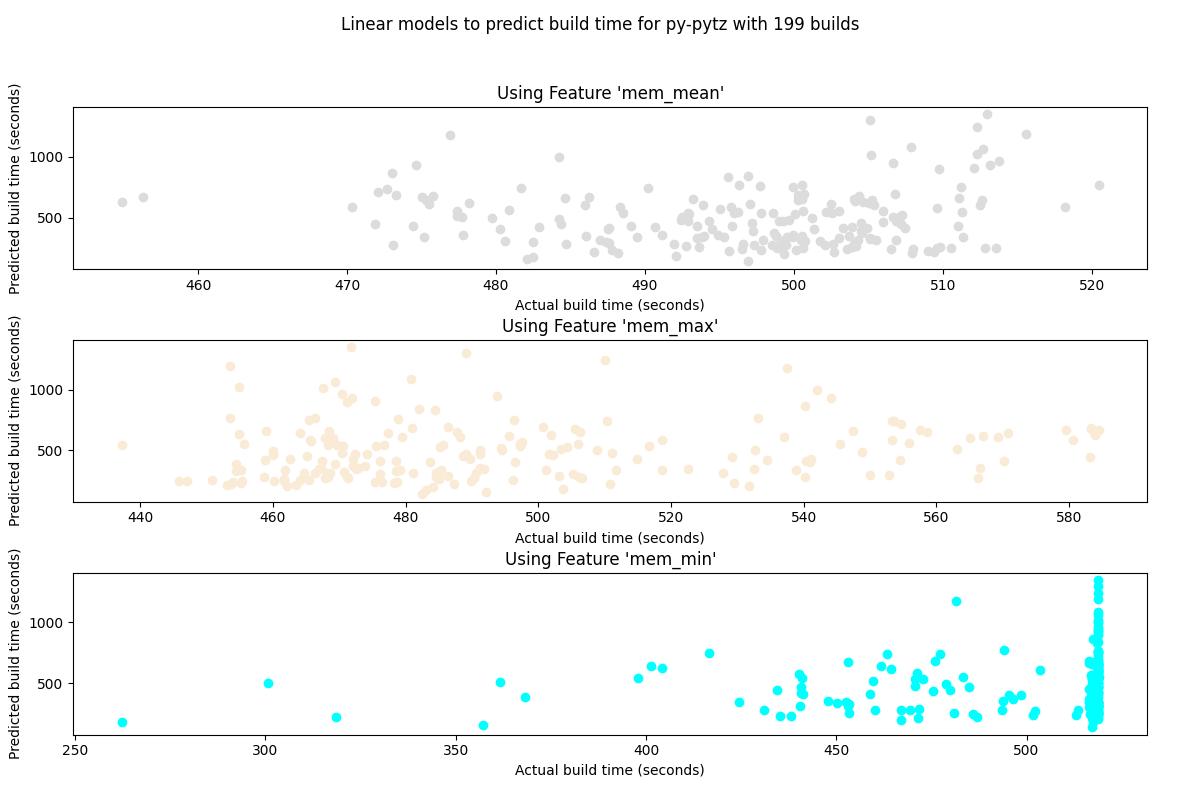 Linear models to predict build time for py-pytz with 199 builds
Using Feature 'mem_mean'
Predicted build time (seconds)
1000
500
460 470 480 490 500 510 520
Actual build time (seconds)
Using Feature 'mem_max'
Predicted build time (seconds)
1000
500
440 460 480 500 520 540 560 580
Actual build time (seconds)
Using Feature 'mem_min'
Predicted build time (seconds)
1000
500
250 300 350 400 450 500
Actual build time (seconds)